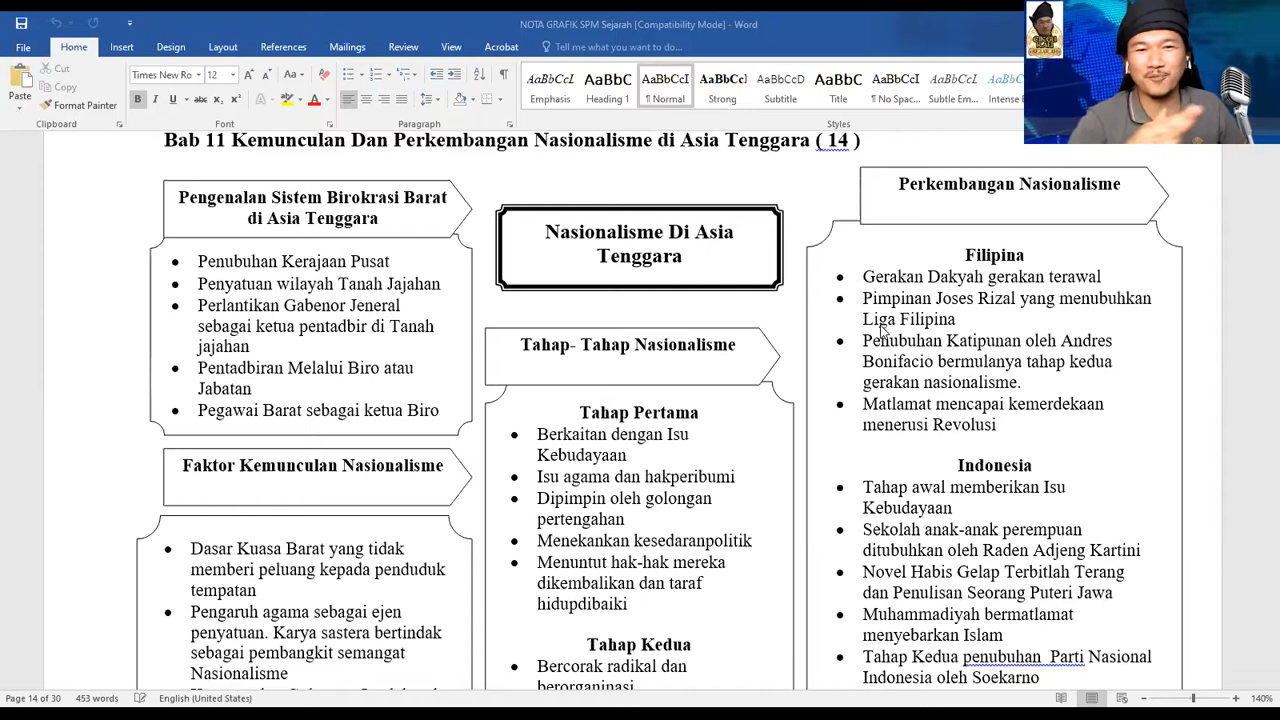 NOTA GRAFIK SPM Sejarah [Compatibility Mode] - Word
File Home Insert Design Layout References Mailings Review View Acrobat Tell me what you want to do...
Cut
Copy
Format Painter
Paste
Times New Ro 12
AaBbCcL AaBbC AaBbCcI AaBbCc AaBbCcD AaBbC AaBbCcI AaBbCcL AaBbCc
Emphasis Heading 1 ¶ Normal Strong Subtitle Title ¶ No Spac... Subtle Em... Intense E
Clipboard Font Paragraph Styles
Bab 11 Kemunculan Dan Perkembangan Nasionalisme di Asia Tenggara ( 14 )
Pengenalan Sistem Birokrasi Barat
di Asia Tenggara
• Penubuhan Kerajaan Pusat
• Penyatuan wilayah Tanah Jajahan
• Perlantikan Gabenor Jeneral
sebagai ketua pentadbir di Tanah
jajahan
• Pentadbiran Melalui Biro atau
Jabatan
• Pegawai Barat sebagai ketua Biro
Faktor Kemunculan Nasionalisme
• Dasar Kuasa Barat yang tidak
memberi peluang kepada penduduk
tempatan
• Pengaruh agama sebagai ejen
penyatuan. Karya sastera bertindak
sebagai pembangkit semangat
Nasionalisme
Nasionalisme Di Asia
Tenggara
Tahap- Tahap Nasionalisme
Tahap Pertama
• Berkaitan dengan Isu
Kebudayaan
• Isu agama dan hakperibumi
• Dipimpin oleh golongan
pertengahan
• Menekankan kesedaranpolitik
• Menuntut hak-hak mereka
dikembalikan dan taraf
hidupdibaiki
Tahap Kedua
• Bercorak radikal dan
berorganinasi
Perkembangan Nasionalisme
Filipina
• Gerakan Dakyah gerakan terawal
• Pimpinan Joses Rizal yang menubuhkan
Liga Filipina
• Penubuhan Katipunan oleh Andres
Bonifacio bermulanya tahap kedua
gerakan nasionalisme.
• Matlamat mencapai kemerdekaan
menerusi Revolusi
Indonesia
• Tahap awal memberikan Isu
Kebudayaan
• Sekolah anak-anak perempuan
ditubuhkan oleh Raden Adjeng Kartini
• Novel Habis Gelap Terbitlah Terang
dan Penulisan Seorang Puteri Jawa
• Muhammadiyah bermatlamat
menyebarkan Islam
• Tahap Kedua penubuhan Parti Nasional
Indonesia oleh Soekarno
Page 14 of 30 453 words English (United States) 140%